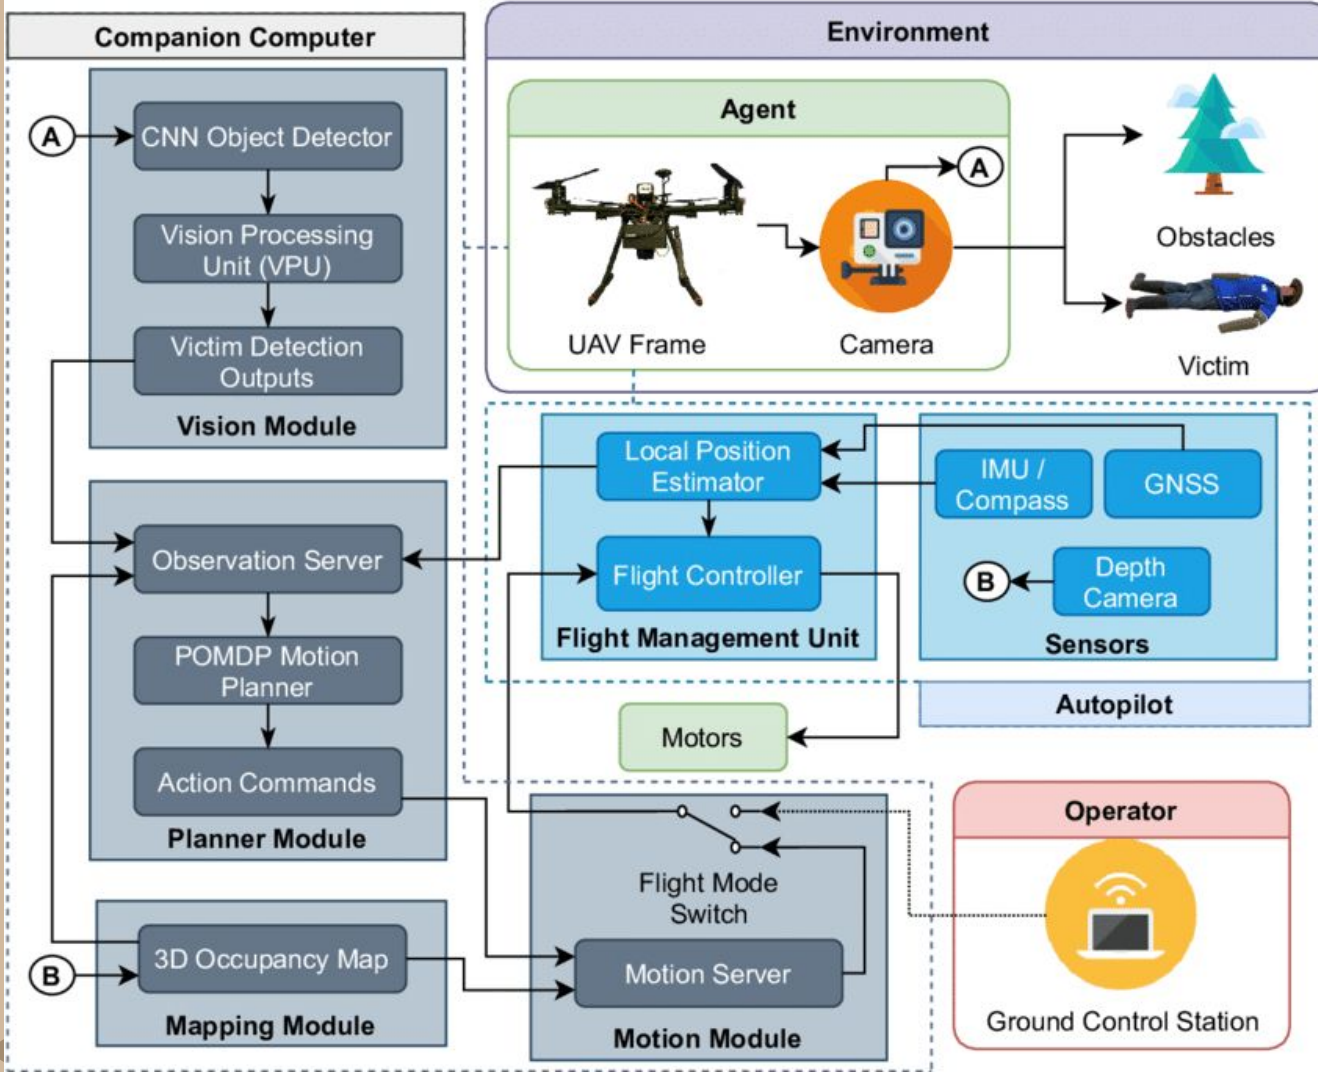 Companion Computer
A
CNN Object Detector
Vision Processing
Unit (VPU)
Victim Detection
Outputs
Vision Module
Observation Server
POMDP Motion
Planner
Action Commands
Planner Module
B
3D Occupancy Map
Mapping Module
Environment
Agent
A
UAV Frame
Camera
Obstacles
Victim
Local Position
Estimator
Flight Controller
Flight Management Unit
IMU /
Compass
GNSS
B
Depth
Camera
Sensors
Autopilot
Motors
Flight Mode
Switch
Motion Server
Motion Module
Operator
Ground Control Station